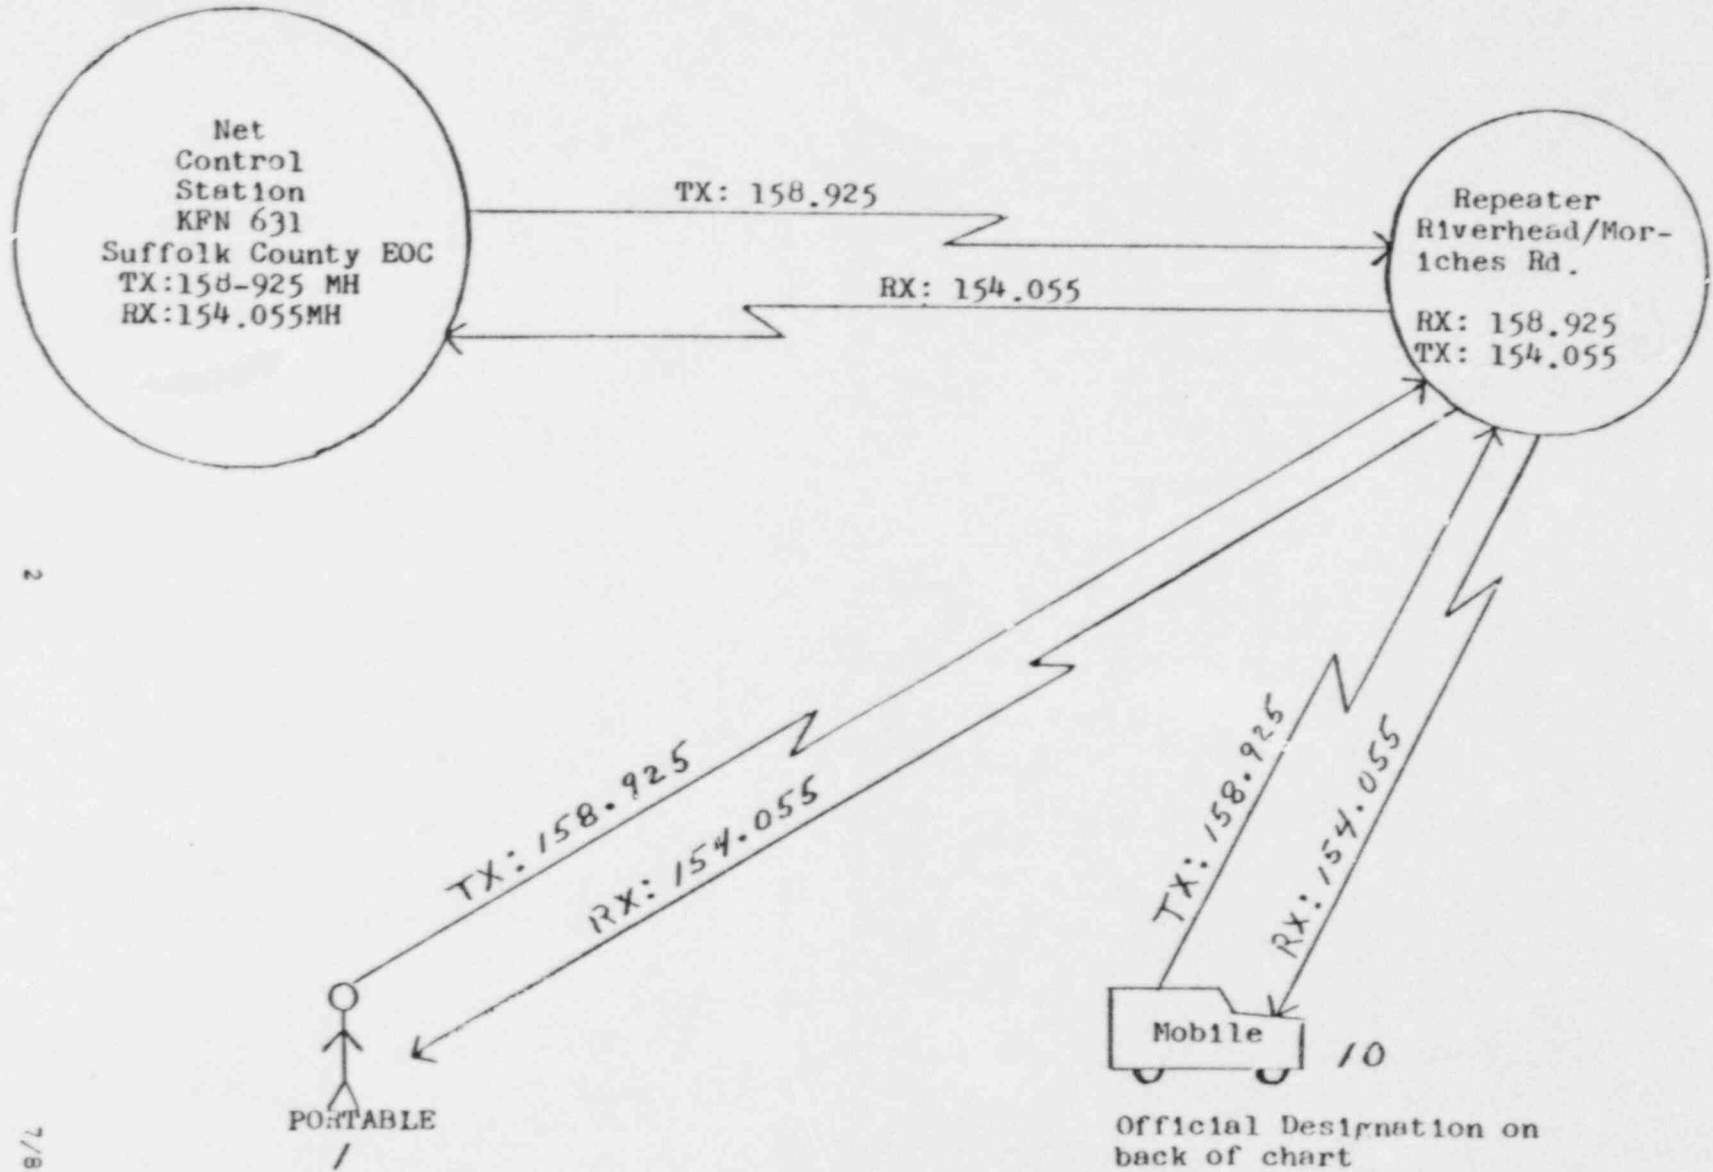 Net
Control
Station
KFN 631
Suffolk County EOC
TX:158-925 MH
RX:154.055MH
TX: 158.925
RX: 154.055
Repeater
Riverhead/Mor-
iches Rd.
RX: 158.925
TX: 154.055
TX: 158.925
RX: 154.055
TX: 158.925
RX: 154.055
PORTABLE
1
Mobile
10
Official Designation on
back of chart
2
7/8